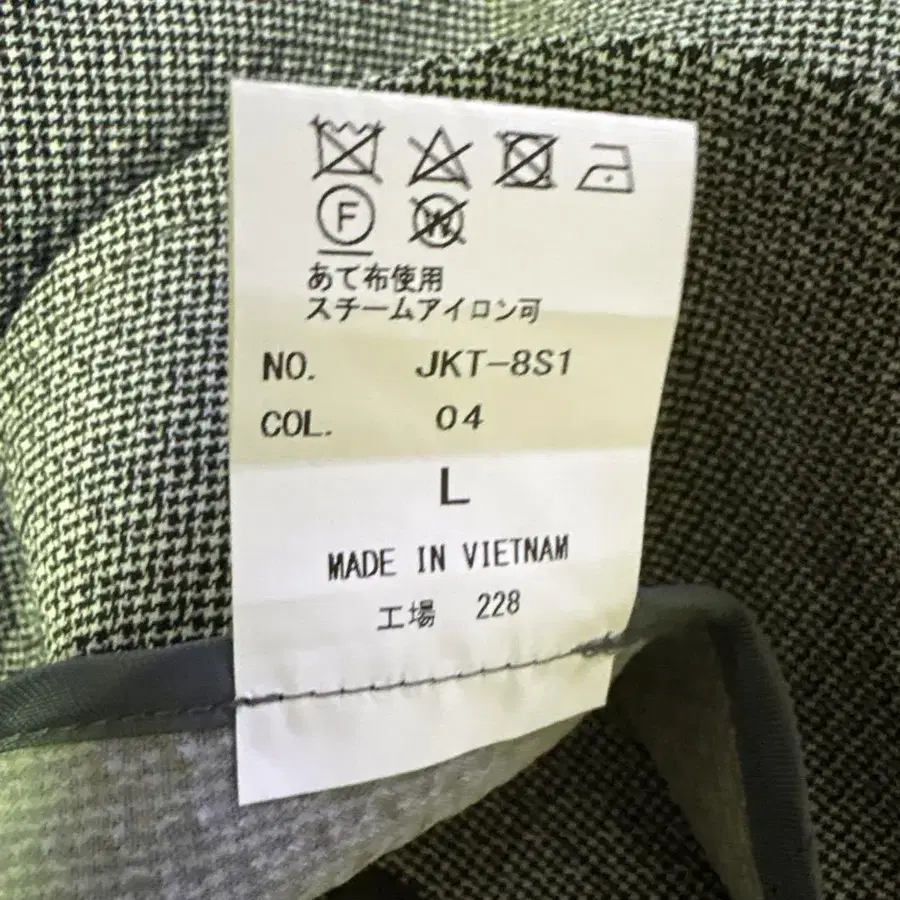 F W
あて布使用
スチームアイロン可
NO. JKT-8S1
COL. 04
L
MADE IN VIETNAM
工場 228